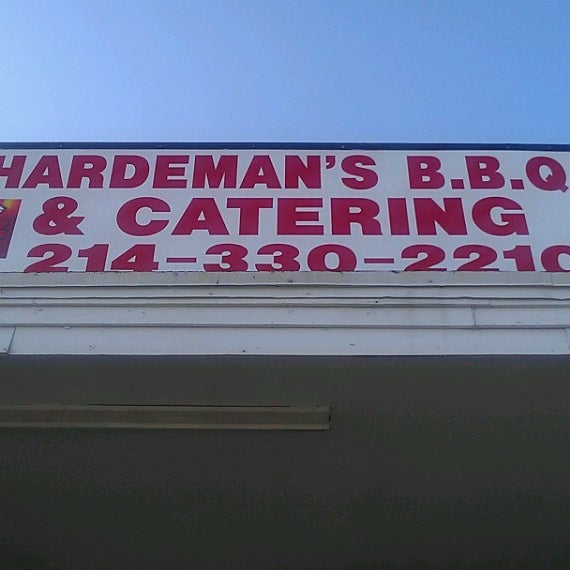 HARDEMAN'S B.B.Q
& CATERING
214-330-2210